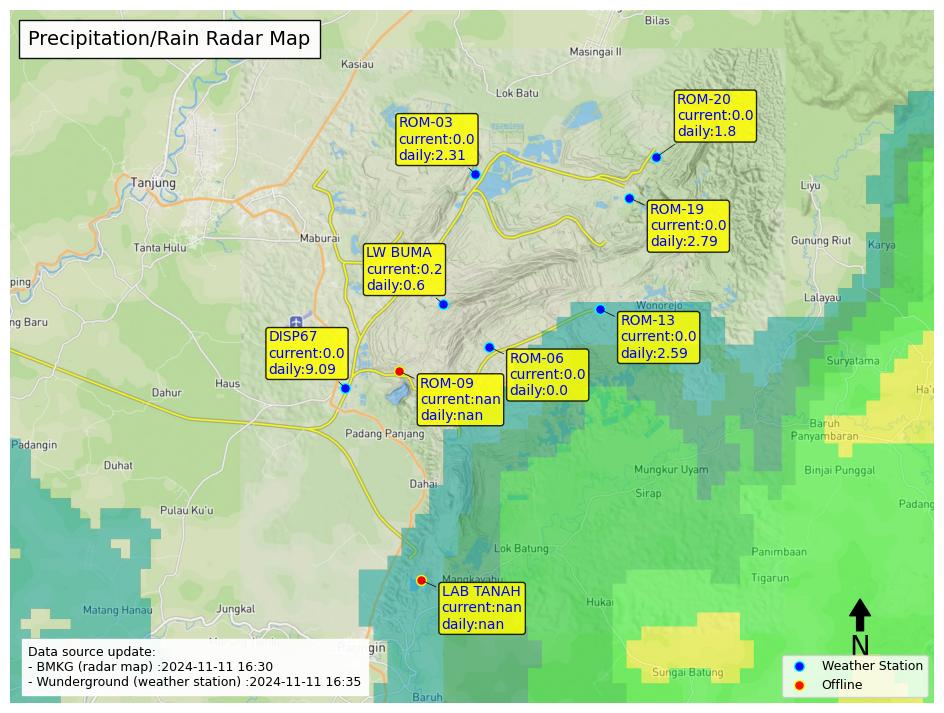 Precipitation/Rain Radar Map
Bilas
Masingai II
Kasiau
Lok Batu
ROM-20
current:0.0
daily:1.8
ROM-03
current:0.0
daily:2.31
Tanjung
Liyu
ROM-19
current:0.0
daily:2.79
Maburai
Tanta Hulu
Gunung Riut
Karya
LW BUMA
current:0.2
daily:0.6
ping
Lalayau
Wonorejo
ng Baru
ROM-13
current:0.0
daily:2.59
DISP67
current:0.0
daily:9.09
ROM-06
current:0.0
daily:0.0
Suryatama
Haus
Dahur
ROM-09
current:nan
daily:nan
Ha'
Baruh
Panyambaran
Padang Panjang
Padangin
Duhat
Mungkur Uyam
Binjai Punggal
Dahai
Sirap
Padang
Pulau Ku'u
Lok Batung
Panimbaan
Mangkayahu
Tigarun
LAB TANAH
current:nan
daily:nan
Hukai
Matang Hanau
Jungkal
N
Sungai Batung
Baruh
Data source update:
- BMKG (radar map) :2024-11-11 16:30
- Wunderground (weather station) :2024-11-11 16:35
Weather Station
Offline